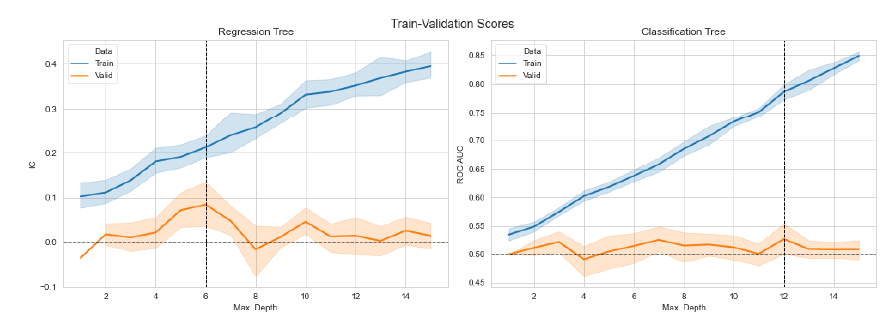 Train-Validation Scores
Regression Tree
Data
Train
Valid
IC
0.4
0.3
0.2
0.1
0.0
−0.1
2 4 6 8 10 12 14
Max. Depth
Classification Tree
Data
Train
Valid
ROC AUC
0.85
0.80
0.75
0.70
0.65
0.60
0.55
0.50
0.45
2 4 6 8 10 12 14
Max. Depth